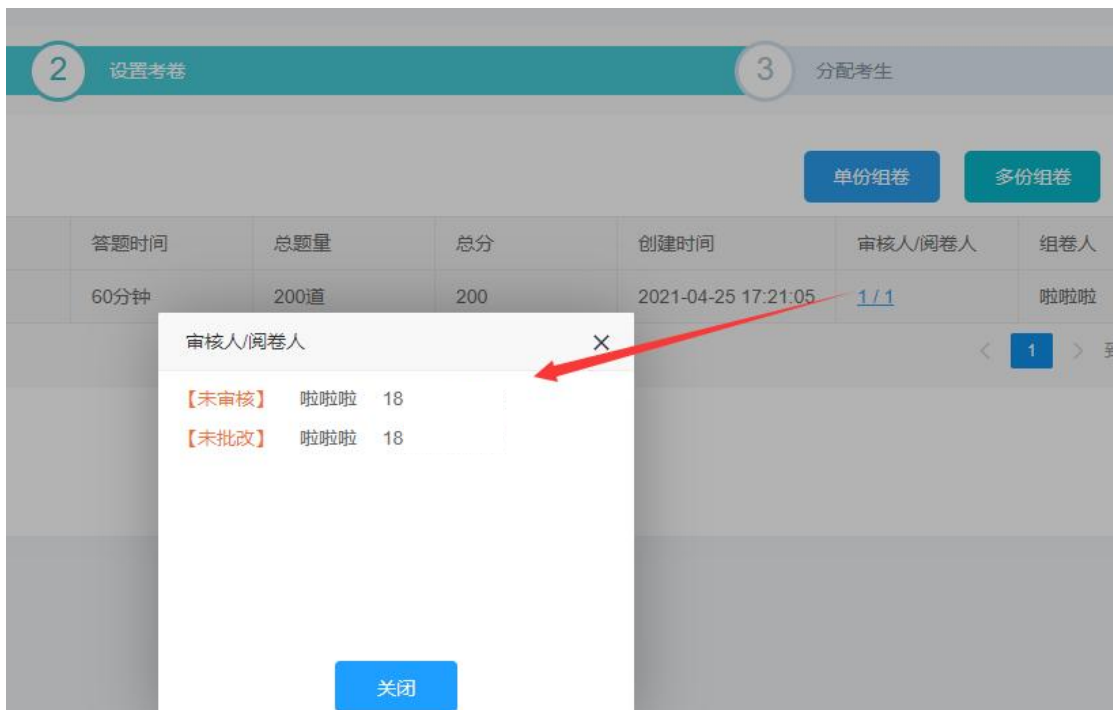 2 设置考卷 3 分配考生
单份组卷 多份组卷
答题时间 总题量 总分 创建时间 审核人/阅卷人 组卷人
60分钟 200道 200 2021-04-25 17:21:05 1 / 1 啦啦啦
审核人/阅卷人
< 1 > 到
【未审核】 啦啦啦 18
【未批改】 啦啦啦 18
关闭